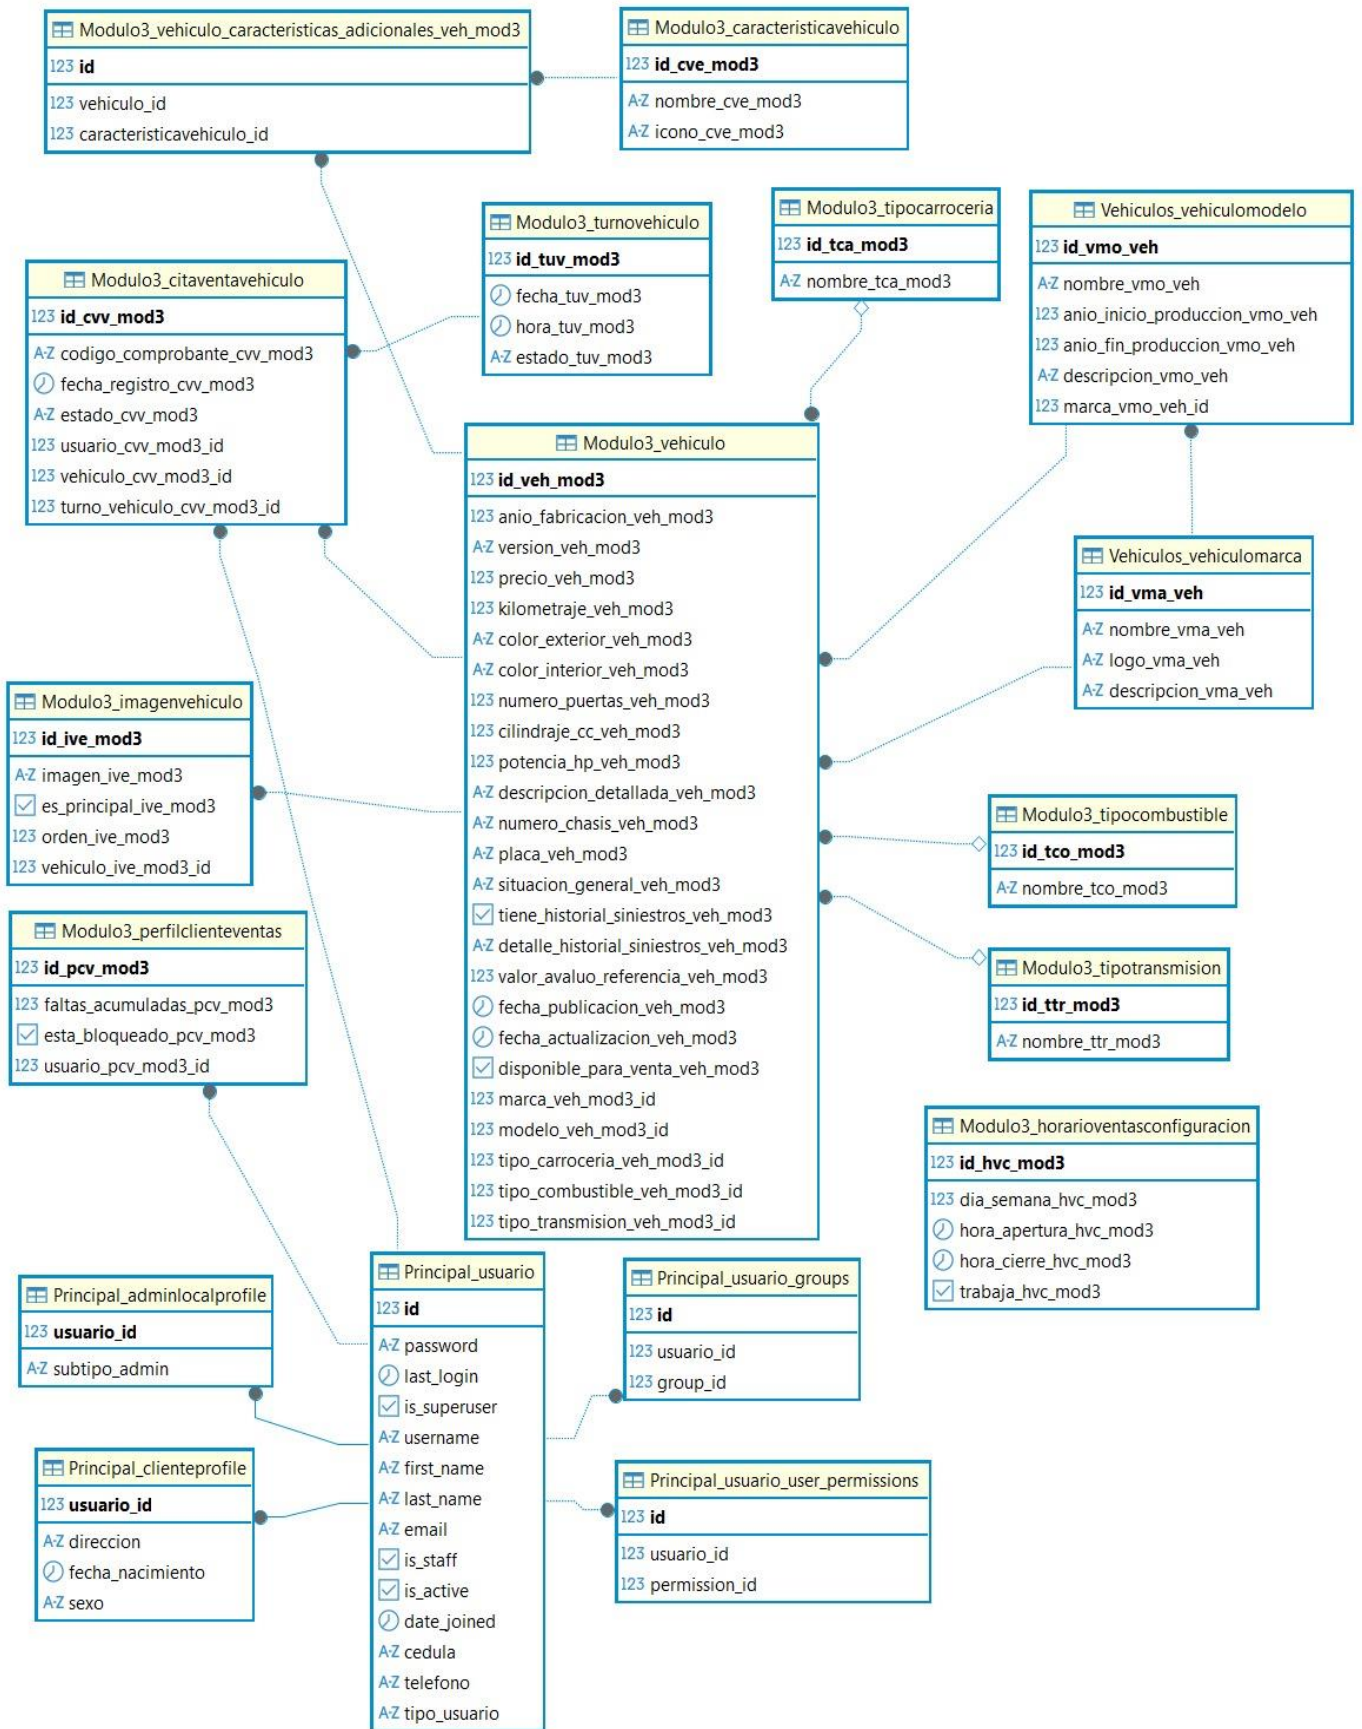 Modulo3_vehiculo_caracteristicas_adicionales_veh_mod3
123 id
123 vehiculo_id
123 caracteristicavehiculo_id
Modulo3_caracteristicavehiculo
123 id_cve_mod3
A-Z nombre_cve_mod3
A-Z icono_cve_mod3
Modulo3_turnovehiculo
123 id_tuv_mod3
fecha_tuv_mod3
hora_tuv_mod3
A-Z estado_tuv_mod3
Modulo3_tipocarroceria
123 id_tca_mod3
A-Z nombre_tca_mod3
Vehiculos_vehiculomodelo
123 id_vmo_veh
A-Z nombre_vmo_veh
123 anio_inicio_produccion_vmo_veh
123 anio_fin_produccion_vmo_veh
A-Z descripcion_vmo_veh
123 marca_vmo_veh_id
Modulo3_citaventavehiculo
123 id_cvv_mod3
A-Z codigo_comprobante_cvv_mod3
fecha_registro_cvv_mod3
A-Z estado_cvv_mod3
123 usuario_cvv_mod3_id
123 vehiculo_cvv_mod3_id
123 turno_vehiculo_cvv_mod3_id
Modulo3_vehiculo
123 id_veh_mod3
123 anio_fabricacion_veh_mod3
A-Z version_veh_mod3
123 precio_veh_mod3
123 kilometraje_veh_mod3
A-Z color_exterior_veh_mod3
A-Z color_interior_veh_mod3
123 numero_puertas_veh_mod3
123 cilindraje_cc_veh_mod3
123 potencia_hp_veh_mod3
A-Z descripcion_detallada_veh_mod3
A-Z numero_chasis_veh_mod3
A-Z placa_veh_mod3
A-Z situacion_general_veh_mod3
tiene_historial_siniestros_veh_mod3
A-Z detalle_historial_siniestros_veh_mod3
123 valor_avaluo_referencia_veh_mod3
fecha_publicacion_veh_mod3
fecha_actualizacion_veh_mod3
disponible_para_venta_veh_mod3
123 marca_veh_mod3_id
123 modelo_veh_mod3_id
123 tipo_carroceria_veh_mod3_id
123 tipo_combustible_veh_mod3_id
123 tipo_transmision_veh_mod3_id
Vehiculos_vehiculomarca
123 id_vma_veh
A-Z nombre_vma_veh
A-Z logo_vma_veh
A-Z descripcion_vma_veh
Modulo3_imagenvehiculo
123 id_ive_mod3
A-Z imagen_ive_mod3
es_principal_ive_mod3
123 orden_ive_mod3
123 vehiculo_ive_mod3_id
Modulo3_tipocombustible
123 id_tco_mod3
A-Z nombre_tco_mod3
Modulo3_perfilclienteventas
123 id_pcv_mod3
123 faltas_acumuladas_pcv_mod3
esta_bloqueado_pcv_mod3
123 usuario_pcv_mod3_id
Modulo3_tipotransmision
123 id_ttr_mod3
A-Z nombre_ttr_mod3
Modulo3_horarioventasconfiguracion
123 id_hvc_mod3
123 dia_semana_hvc_mod3
hora_apertura_hvc_mod3
hora_cierre_hvc_mod3
trabaja_hvc_mod3
Principal_adminlocalprofile
123 usuario_id
A-Z subtipo_admin
Principal_usuario
123 id
A-Z password
last_login
is_superuser
A-Z username
A-Z first_name
A-Z last_name
A-Z email
is_staff
is_active
date_joined
A-Z cedula
A-Z telefono
A-Z tipo_usuario
Principal_usuario_groups
123 id
123 usuario_id
123 group_id
Principal_clienteprofile
123 usuario_id
A-Z direccion
fecha_nacimiento
A-Z sexo
Principal_usuario_user_permissions
123 id
123 usuario_id
123 permission_id